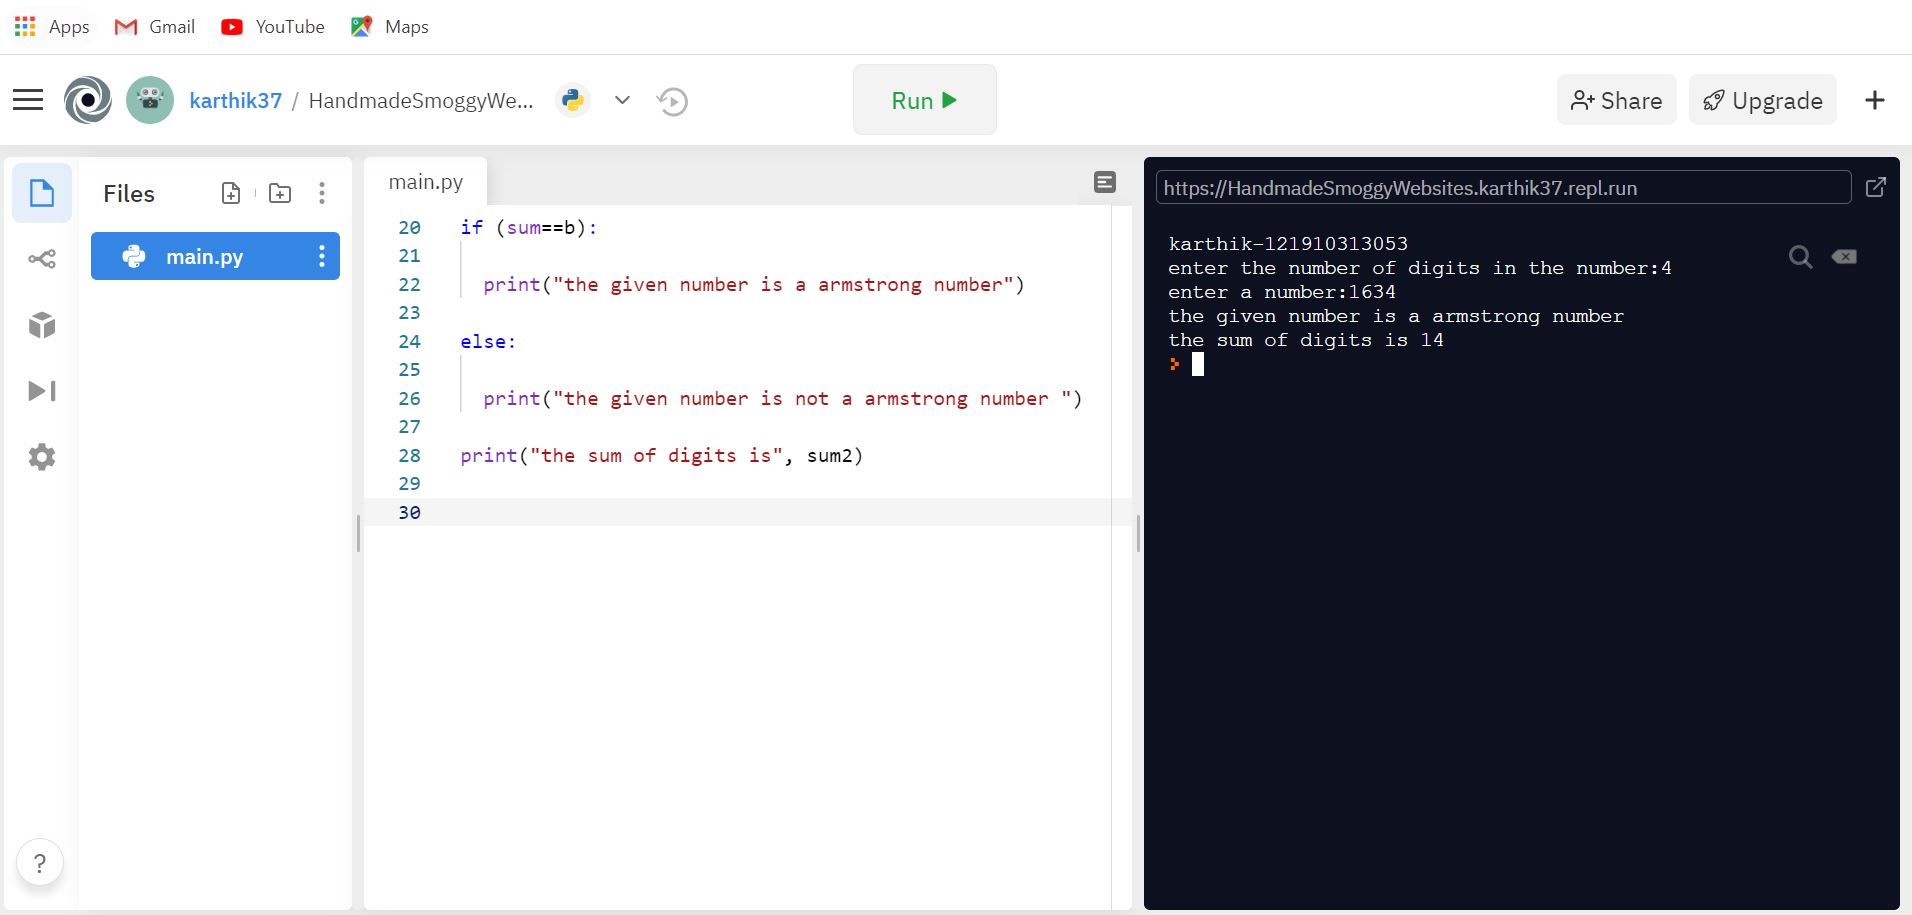 Apps Gmail YouTube Maps
karthik37 / HandmadeSmoggyWe... Run Share Upgrade +
Files
main.py
main.py
20 if (sum==b):
21
22 print("the given number is a armstrong number")
23
24 else:
25
26 print("the given number is not a armstrong number ")
27
28 print("the sum of digits is", sum2)
29
30
?
https://HandmadeSmoggyWebsites.karthik37.repl.run
karthik-121910313053
enter the number of digits in the number:4
enter a number:1634
the given number is a armstrong number
the sum of digits is 14